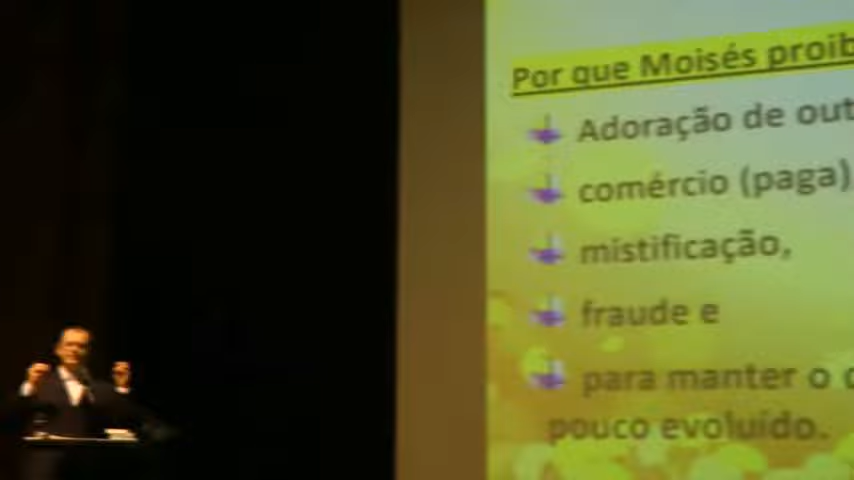 Por que Moisés proib
Adoração de out
comércio (paga)
mistificação,
fraude e
para manter o
pouco evoluído.